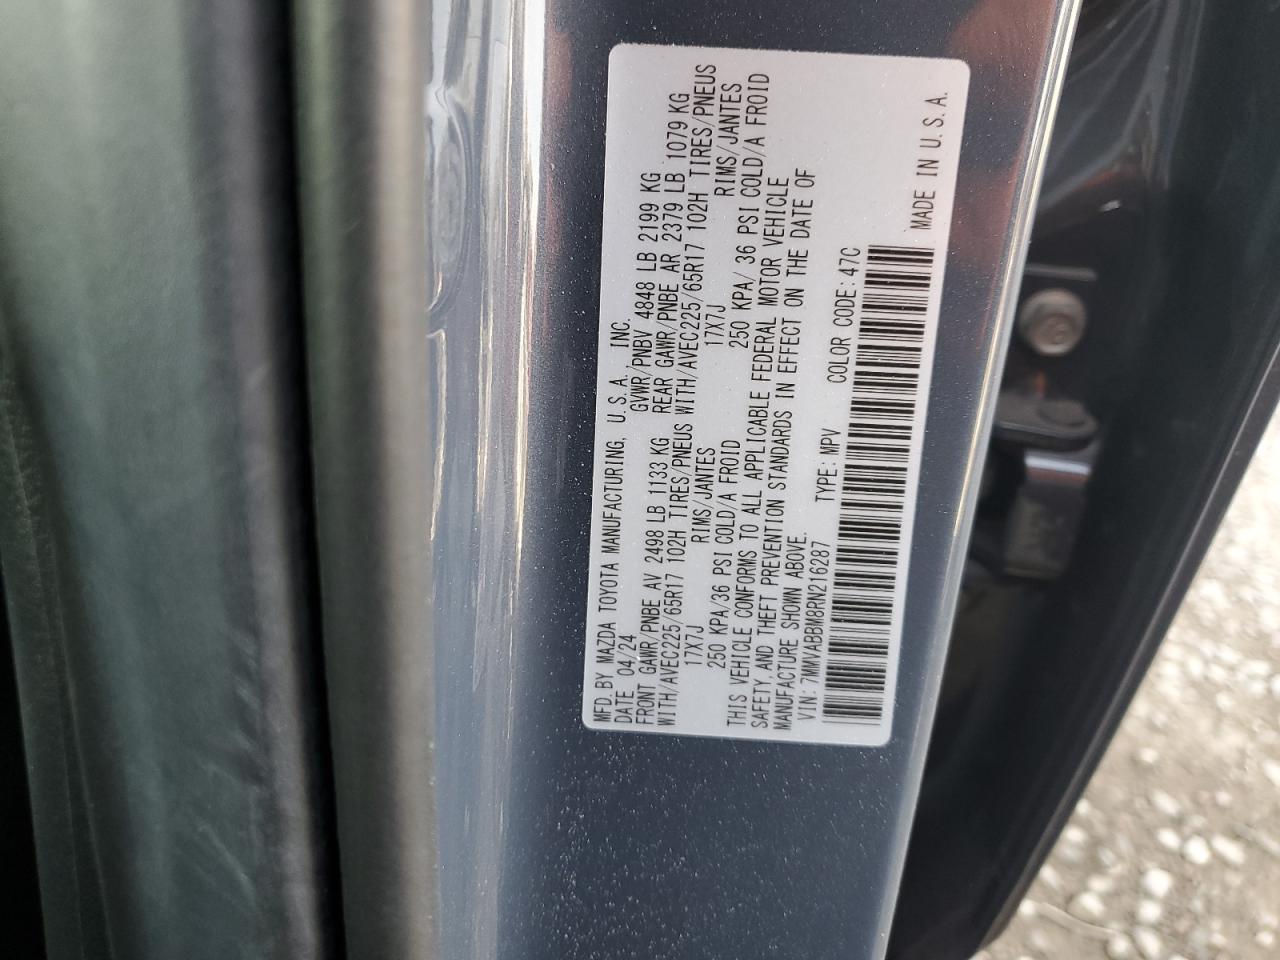 MFD. BY MAZDA TOYOTA MANUFACTURING, U.S.A., INC.
DATE 04/24 GVWR/PNBV 4848 LB 2199 KG
FRONT GAWR/PNBE AV 2498 LB 1133 KG REAR GAWR/PNBE AR 2379 LB 1079 KG
WITH/AVEC225/65R17 102H TIRES/PNEUS WITH/AVEC225/65R17 102H TIRES/PNEUS
17X7J RIMS/JANTES 17X7J RIMS/JANTES
250 KPA/36 PSI COLD/A FROID 250 KPA/ 36 PSI COLD/A FROID
THIS VEHICLE CONFORMS TO ALL APPLICABLE FEDERAL MOTOR VEHICLE
SAFETY,AND THEFT PREVENTION STANDARDS IN EFFECT ON THE DATE OF
MANUFACTURE SHOWN ABOVE.
VIN: 7MMVABBM8RN216287 TYPE: MPV COLOR CODE: 47C
MADE IN U.S.A.